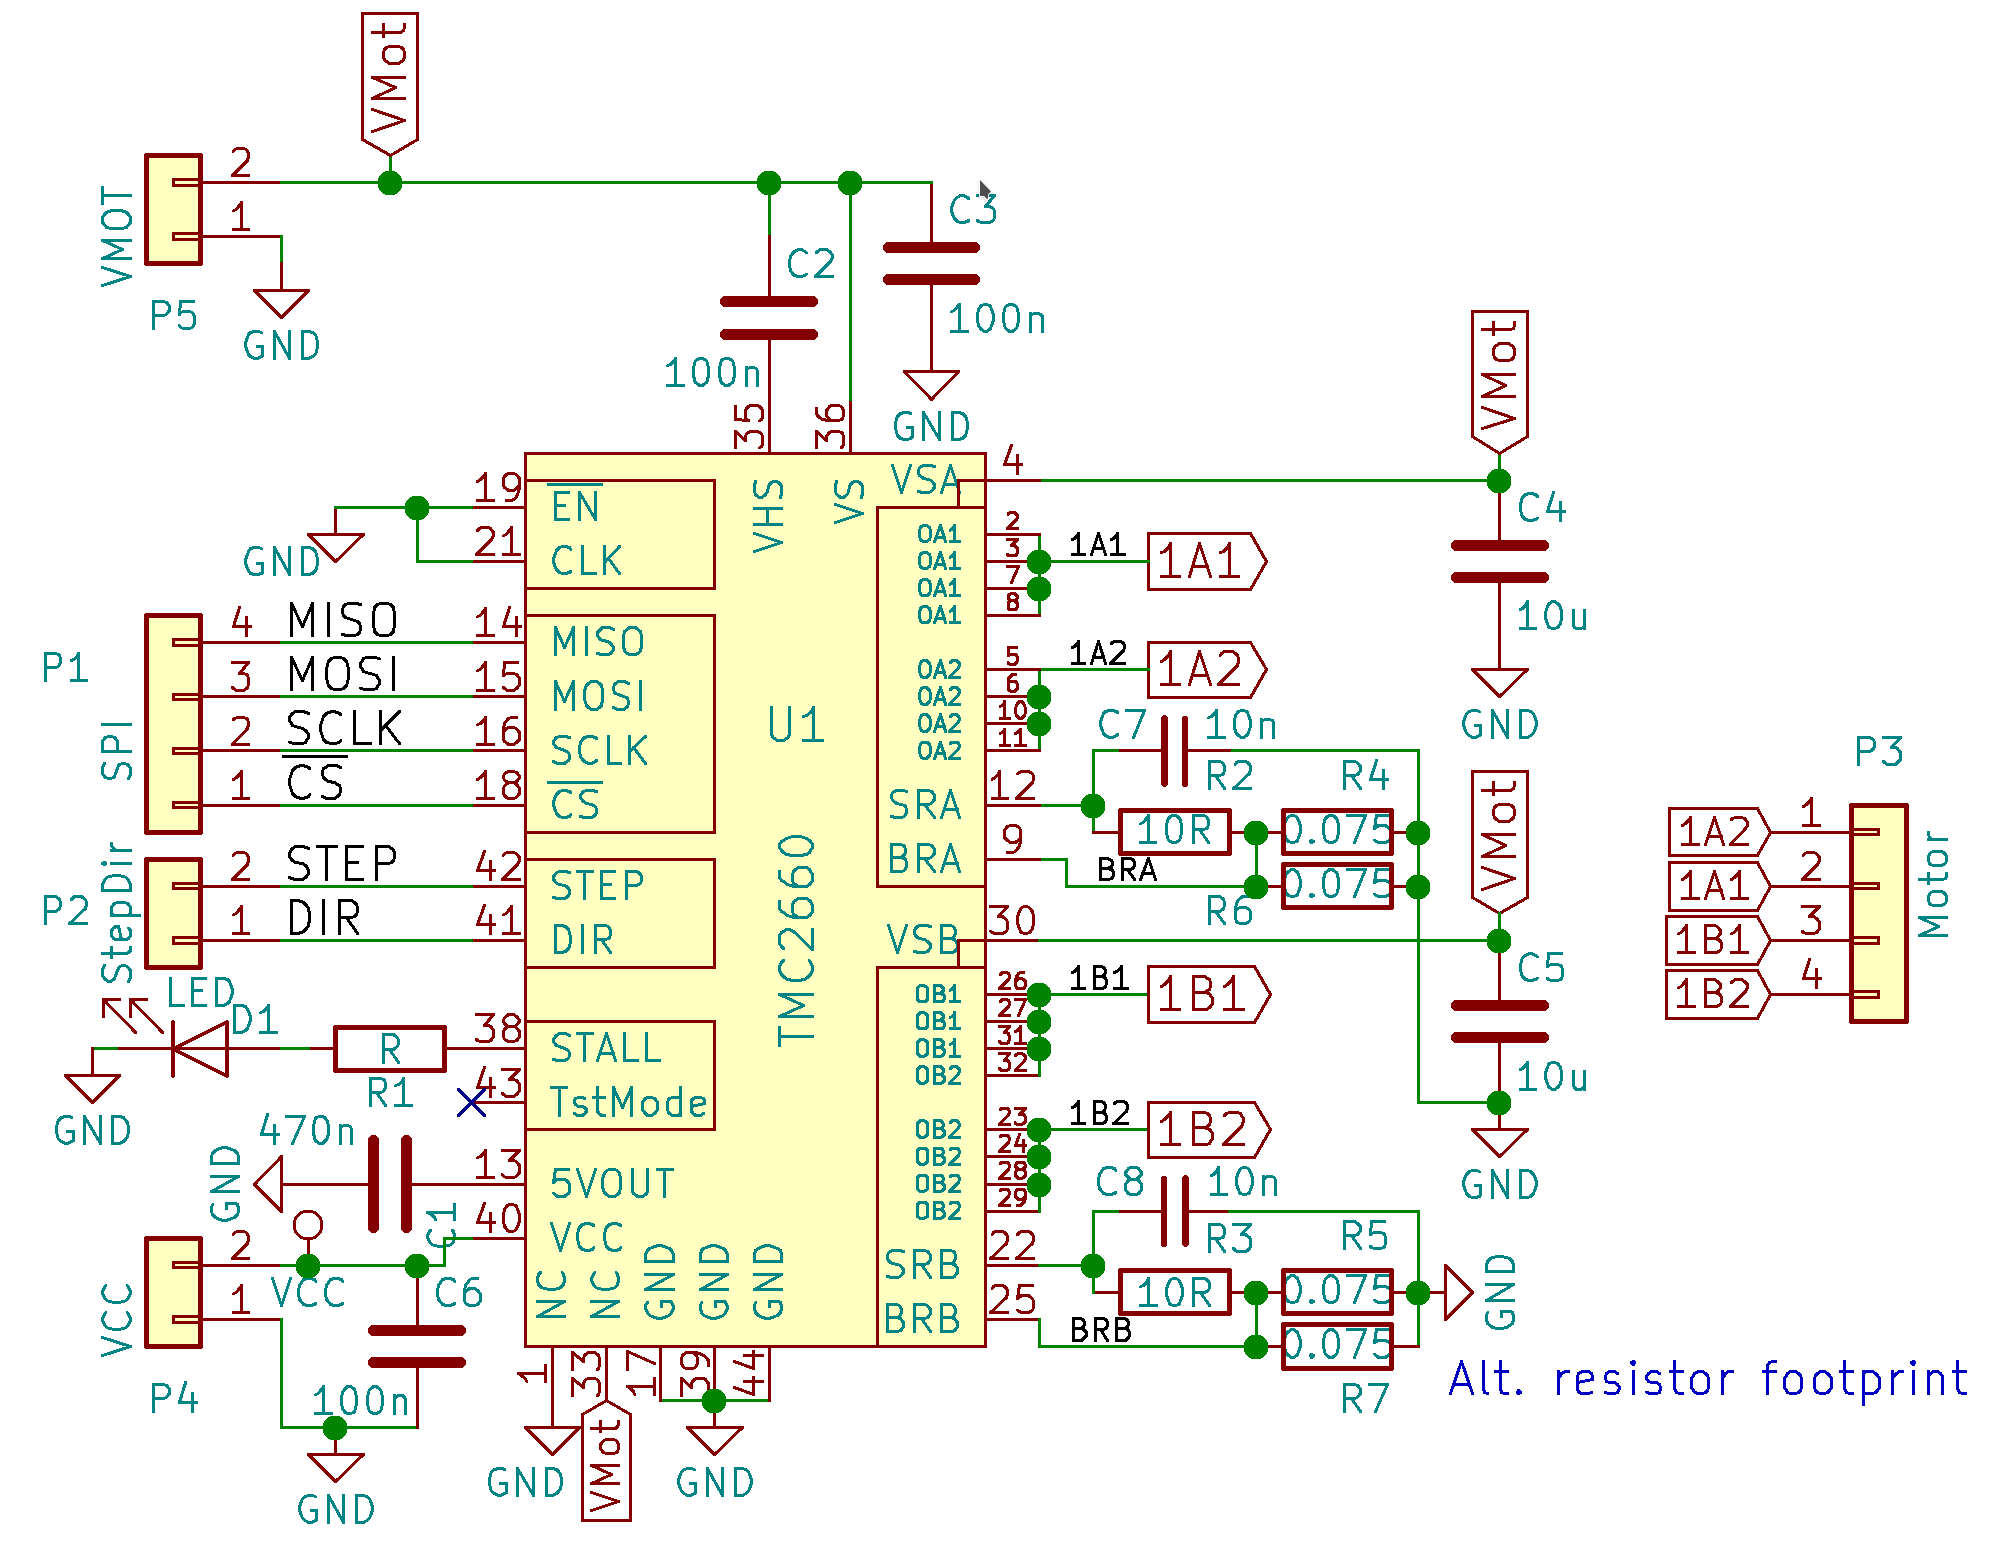 VMot
2
1
VMOT
P5
GND
C3
100n
GND
C2
100n
35
36
VHS
VS
VSA
4
VMot
C4
10u
GND
19
EN
21
CLK
GND
P1
SPI
4
MISO
14
MISO
3
MOSI
15
MOSI
2
SCLK
16
SCLK
1
CS
18
CS
P2
StepDir
2
STEP
42
STEP
1
DIR
41
DIR
U1
TMC2660
OA1
2
OA1
3
1A1
1A1
OA1
7
OA1
8
OA2
5
1A2
1A2
OA2
6
OA2
10
OA2
11
C7
10n
SRA
12
R2
10R
R4
0.075
BRA
9
BRA
R6
0.075
VSB
30
VMot
C5
10u
GND
P3
Motor
1A2
1
1A1
2
1B1
3
1B2
4
OB1
26
1B1
1B1
OB1
27
OB1
31
OB2
32
OB2
23
1B2
1B2
OB2
24
OB2
28
OB2
29
C8
10n
SRB
22
R3
10R
R5
0.075
GND
BRB
25
BRB
0.075
R7
Alt. resistor footprint
LED
D1
GND
R
R1
38
STALL
43
TstMode
470n
GND
C1
13
5VOUT
40
VCC
P4
VCC
2
1
VCC
C6
100n
GND
NC
NC
GND
GND
GND
1
33
17
39
44
GND
VMot
GND